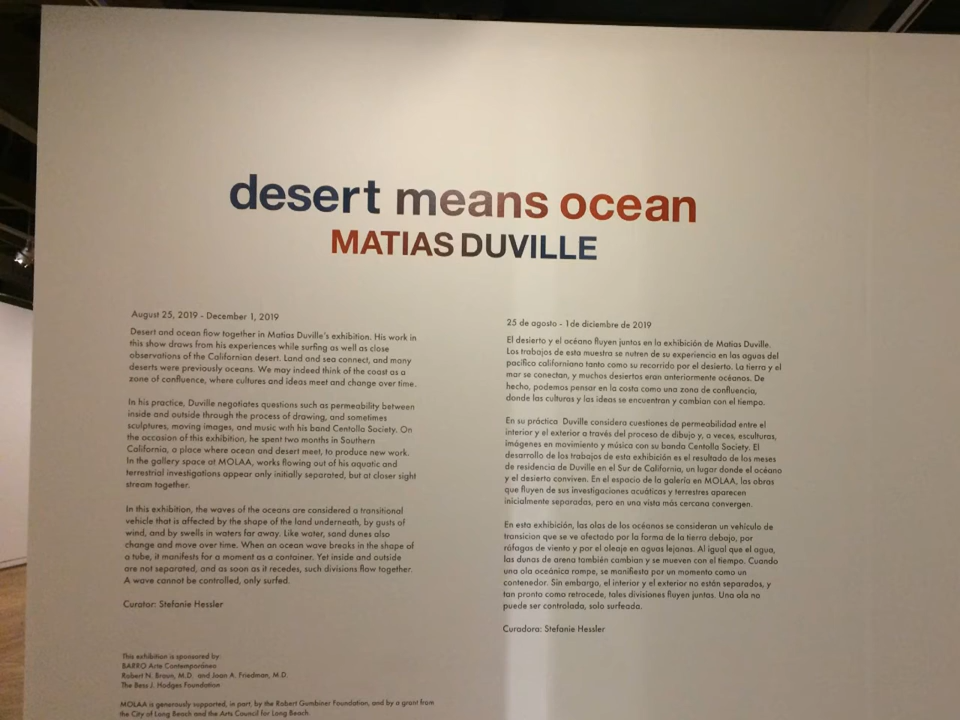 desert means ocean
MATIAS DUVILLE
August 25, 2019 - December 1, 2019
Desert and ocean flow together in Matias Duville's exhibition. His work in
this show draws from his experiences while surfing as well as close
observations of the Californian desert. Land and sea connect, and many
deserts were previously oceans. We may indeed think of the coast as a
zone of confluence, where cultures and ideas meet and change over time.
In his practice, Duville negotiates questions such as permeability between
inside and outside through the process of drawing, and sometimes
sculptures, moving images, and music with his band Centolla Society. On
the occasion of this exhibition, he spent two months in Southern
California, a place where ocean and desert meet, to produce new work.
In the gallery space at MOLAA, works flowing out of his aquatic and
terrestrial investigations appear only initially separated, but at closer sight
stream together.
In this exhibition, the waves of the oceans are considered a transitional
vehicle that is affected by the shape of the land underneath, by gusts of
wind, and by swells in waters far away. Like water, sand dunes also
change and move over time. When an ocean wave breaks in the shape of
a tube, it manifests for a moment as a container. Yet inside and outside
are not separated, and as soon as it recedes, such divisions flow together.
A wave cannot be controlled, only surfed.
Curator: Stefanie Hessler
This exhibition is sponsored by:
BARRO Arte Contemporáneo
Robert N. Braun, M.D. and Joan A. Friedman, M.D.
The Bess J. Hodges Foundation
MOLAA is generously supported, in part, by the Robert Gumbiner Foundation, and by a grant from
the City of Long Beach and the Arts Council for Long Beach.
25 de agosto - 1 de diciembre de 2019
El desierto y el océano fluyen juntos en la exhibición de Matias Duville.
Los trabajos de esta muestra se nutren de su experiencia en las aguas del
pacífico californiano tanto como su recorrido por el desierto. La tierra y el
mar se conectan, y muchos desiertos eran anteriormente océanos. De
hecho, podemos pensar en la costa como una zona de confluencia,
donde las culturas y las ideas se encuentran y cambian con el tiempo.
En su práctica Duville considera cuestiones de permeabilidad entre el
interior y el exterior a través del proceso de dibujo y, a veces, esculturas,
imágenes en movimiento y música con su banda Centolla Society. El
desarrollo de los trabajos de esta exhibición es el resultado de los meses
de residencia de Duville en el Sur de California, un lugar donde el océano
y el desierto conviven. En el espacio de la galería en MOLAA, las obras
que fluyen de sus investigaciones acuáticas y terrestres aparecen
inicialmente separadas, pero en una vista más cercana convergen.
En esta exhibición, las olas de los océanos se consideran un vehículo de
transicion que se ve afectado por la forma de la tierra debajo, por
ráfagas de viento y por el oleaje en aguas lejanas. Al igual que el agua,
las dunas de arena también cambian y se mueven con el tiempo. Cuando
una ola oceánica rompe, se manifiesta por un momento como un
contenedor. Sin embargo, el interior y el exterior no están separados, y
tan pronto como retrocede, tales divisiones fluyen juntas. Una ola no
puede ser controlada, solo surfeada.
Curadora: Stefanie Hessler